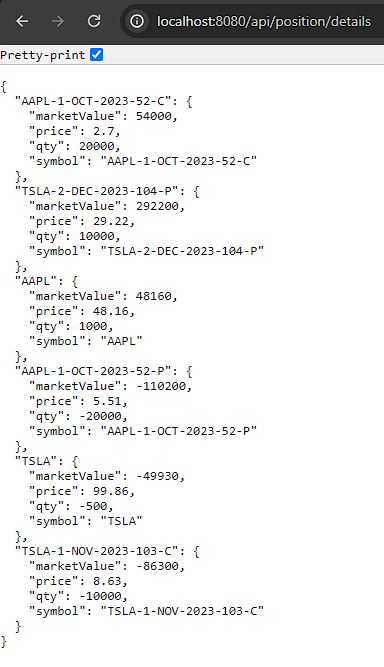 localhost:8080/api/position/details
Pretty-print
{
  "AAPL-1-OCT-2023-52-C": {
    "marketValue": 54000,
    "price": 2.7,
    "qty": 20000,
    "symbol": "AAPL-1-OCT-2023-52-C"
  },
  "TSLA-2-DEC-2023-104-P": {
    "marketValue": 292200,
    "price": 29.22,
    "qty": 10000,
    "symbol": "TSLA-2-DEC-2023-104-P"
  },
  "AAPL": {
    "marketValue": 48160,
    "price": 48.16,
    "qty": 1000,
    "symbol": "AAPL"
  },
  "AAPL-1-OCT-2023-52-P": {
    "marketValue": -110200,
    "price": 5.51,
    "qty": -20000,
    "symbol": "AAPL-1-OCT-2023-52-P"
  },
  "TSLA": {
    "marketValue": -49930,
    "price": 99.86,
    "qty": -500,
    "symbol": "TSLA"
  },
  "TSLA-1-NOV-2023-103-C": {
    "marketValue": -86300,
    "price": 8.63,
    "qty": -10000,
    "symbol": "TSLA-1-NOV-2023-103-C"
  }
}